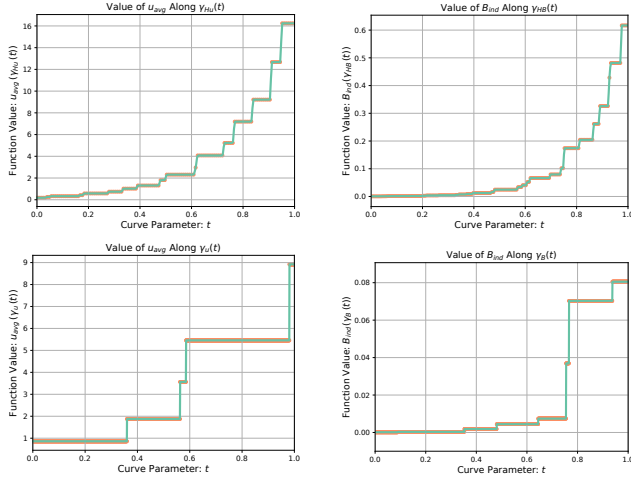 Value of u_avg Along γ_Hu(t)
Function Value: u_avg(γ_Hu(t))
16
14
12
10
8
6
4
2
0
0.0 0.2 0.4 0.6 0.8 1.0
Curve Parameter: t
Value of B_ind Along γ_HB(t)
Function Value: B_ind(γ_HB(t))
0.6
0.5
0.4
0.3
0.2
0.1
0.0
0.0 0.2 0.4 0.6 0.8 1.0
Curve Parameter: t
Value of u_avg Along γ_u(t)
Function Value: u_avg(γ_u(t))
9
8
7
6
5
4
3
2
1
0.0 0.2 0.4 0.6 0.8 1.0
Curve Parameter: t
Value of B_ind Along γ_B(t)
Function Value: B_ind(γ_B(t))
0.08
0.06
0.04
0.02
0.00
0.0 0.2 0.4 0.6 0.8 1.0
Curve Parameter: t